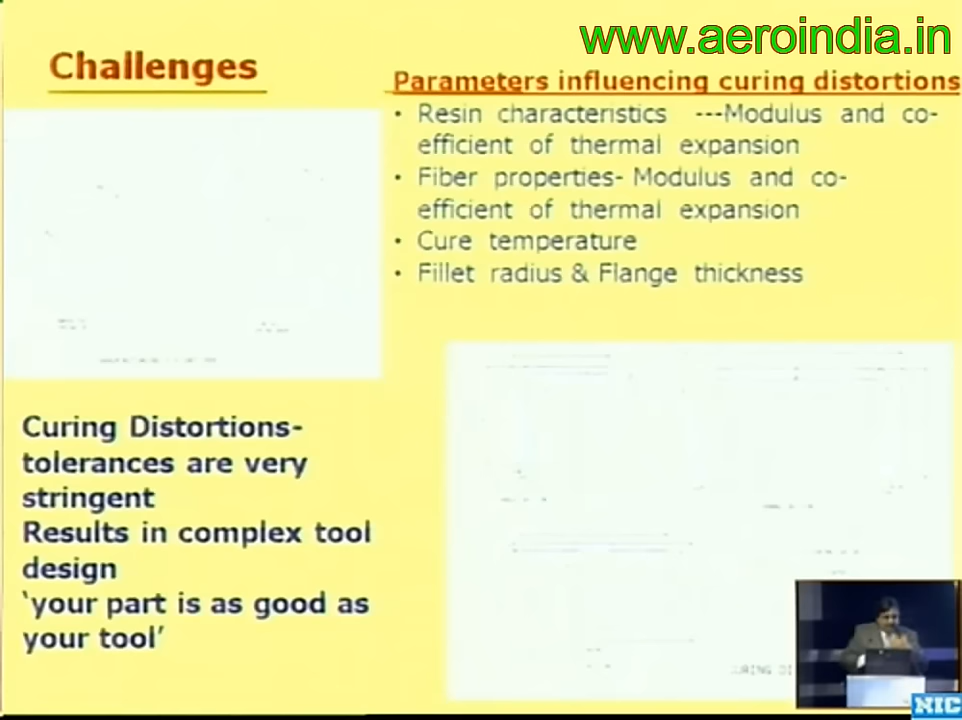 www.aeroindia.in
Challenges
Parameters influencing curing distortions
• Resin characteristics ---Modulus and co-
efficient of thermal expansion
• Fiber properties- Modulus and co-
efficient of thermal expansion
• Cure temperature
• Fillet radius & Flange thickness
Curing Distortions-
tolerances are very
stringent
Results in complex tool
design
‘your part is as good as
your tool’
NIC